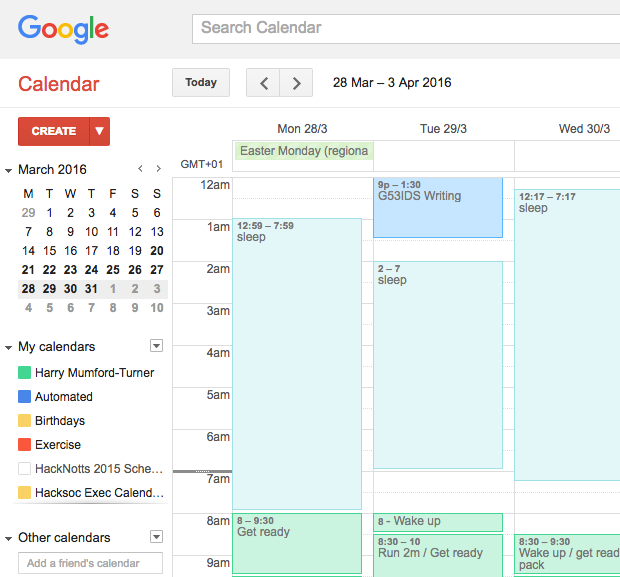 Google
Search Calendar
Calendar
Today
28 Mar – 3 Apr 2016
CREATE
March 2016
M T W T F S S
29 1 2 3 4 5 6
7 8 9 10 11 12 13
14 15 16 17 18 19 20
21 22 23 24 25 26 27
28 29 30 31 1 2 3
4 5 6 7 8 9 10
My calendars
Harry Mumford-Turner
Automated
Birthdays
Exercise
HackNotts 2015 Sche...
Hacksoc Exec Calend...
Other calendars
Add a friend's calendar
Mon 28/3
Tue 29/3
Wed 30/3
GMT+01
Easter Monday (regiona
12am
1am
2am
3am
4am
5am
6am
7am
8am
9am
12:59 – 7:59
sleep
8 – 9:30
Get ready
9p – 1:30
G53IDS Writing
2 – 7
sleep
8 - Wake up
8:30 – 10
Run 2m / Get ready
12:17 – 7:17
sleep
8:30 – 9:30
Wake up / get read
pack